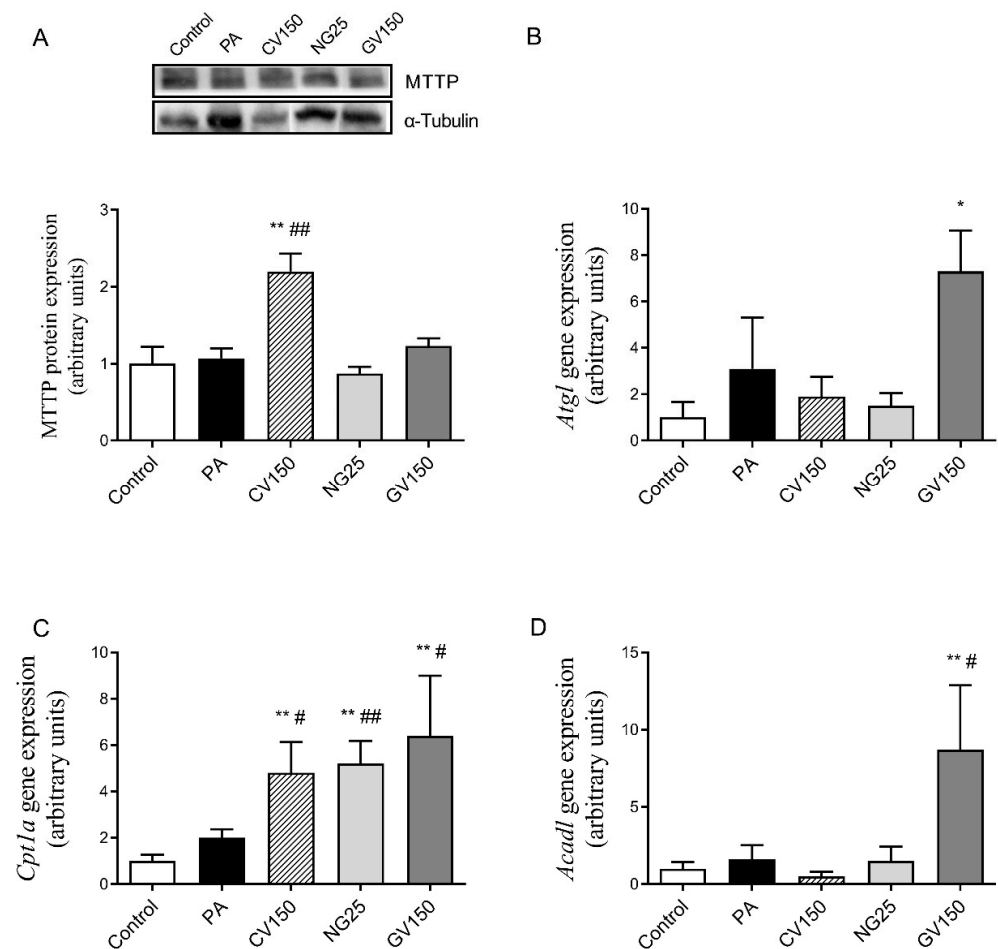 A
Control PA CV150 NG25 GV150
MTTP
α-Tubulin
MTTP protein expression
(arbitrary units)
3
2
1
0
** ##
Control PA CV150 NG25 GV150
B
Atgl gene expression
(arbitrary units)
10
8
6
4
2
0
*
Control PA CV150 NG25 GV150
C
Cpt1a gene expression
(arbitrary units)
10
8
6
4
2
0
** # ** ## ** #
Control PA CV150 NG25 GV150
D
Acadl gene expression
(arbitrary units)
15
10
5
0
** #
Control PA CV150 NG25 GV150